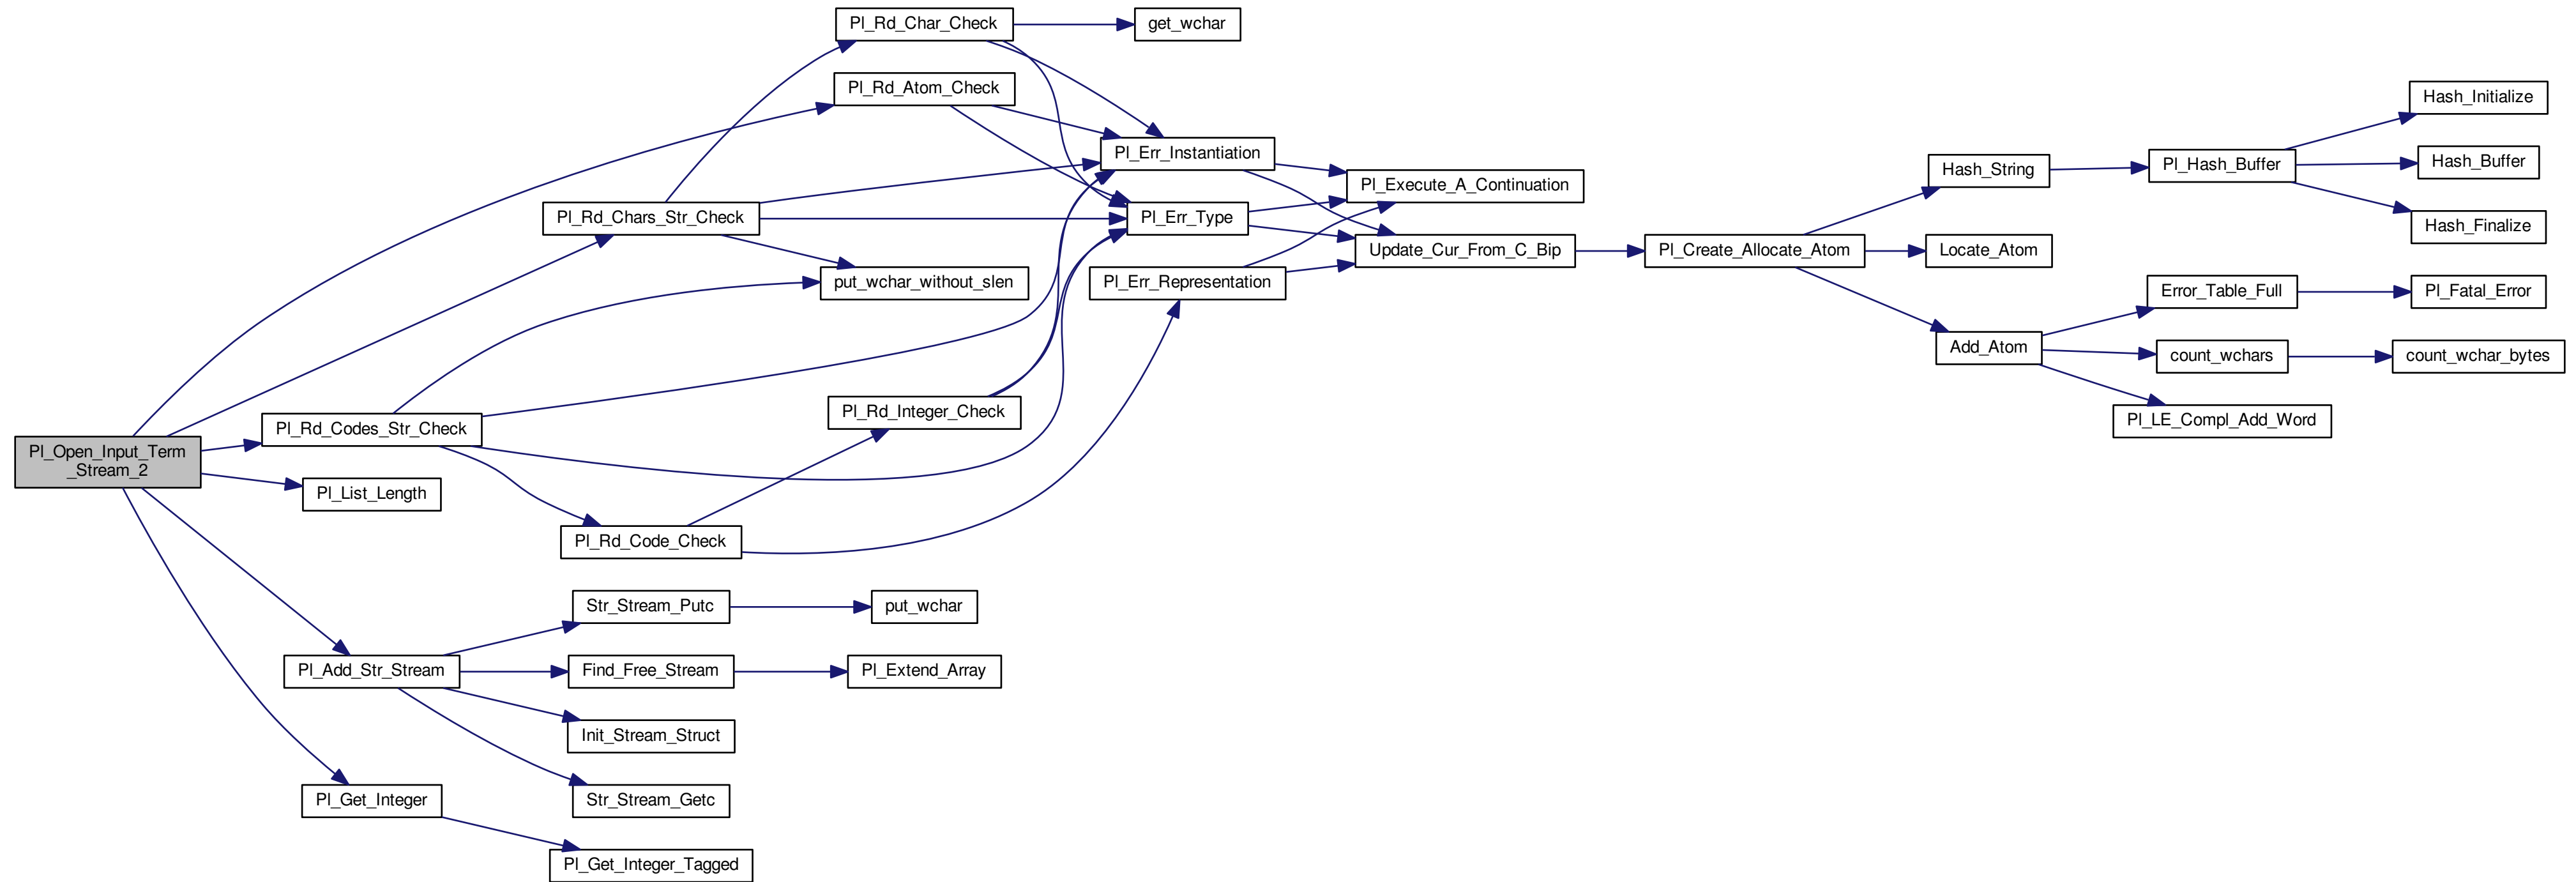 Pl_Rd_Char_Check
get_wchar
Pl_Rd_Atom_Check
Hash_Initialize
Pl_Err_Instantiation
Hash_String
Pl_Hash_Buffer
Hash_Buffer
Pl_Execute_A_Continuation
Pl_Rd_Chars_Str_Check
Pl_Err_Type
Hash_Finalize
Update_Cur_From_C_Bip
Pl_Create_Allocate_Atom
Locate_Atom
put_wchar_without_slen
Pl_Err_Representation
Error_Table_Full
Pl_Fatal_Error
Add_Atom
count_wchars
count_wchar_bytes
Pl_Rd_Integer_Check
Pl_LE_Compl_Add_Word
Pl_Rd_Codes_Str_Check
Pl_Open_Input_Term
_Stream_2
Pl_List_Length
Pl_Rd_Code_Check
Str_Stream_Putc
put_wchar
Pl_Add_Str_Stream
Find_Free_Stream
Pl_Extend_Array
Init_Stream_Struct
Pl_Get_Integer
Str_Stream_Getc
Pl_Get_Integer_Tagged